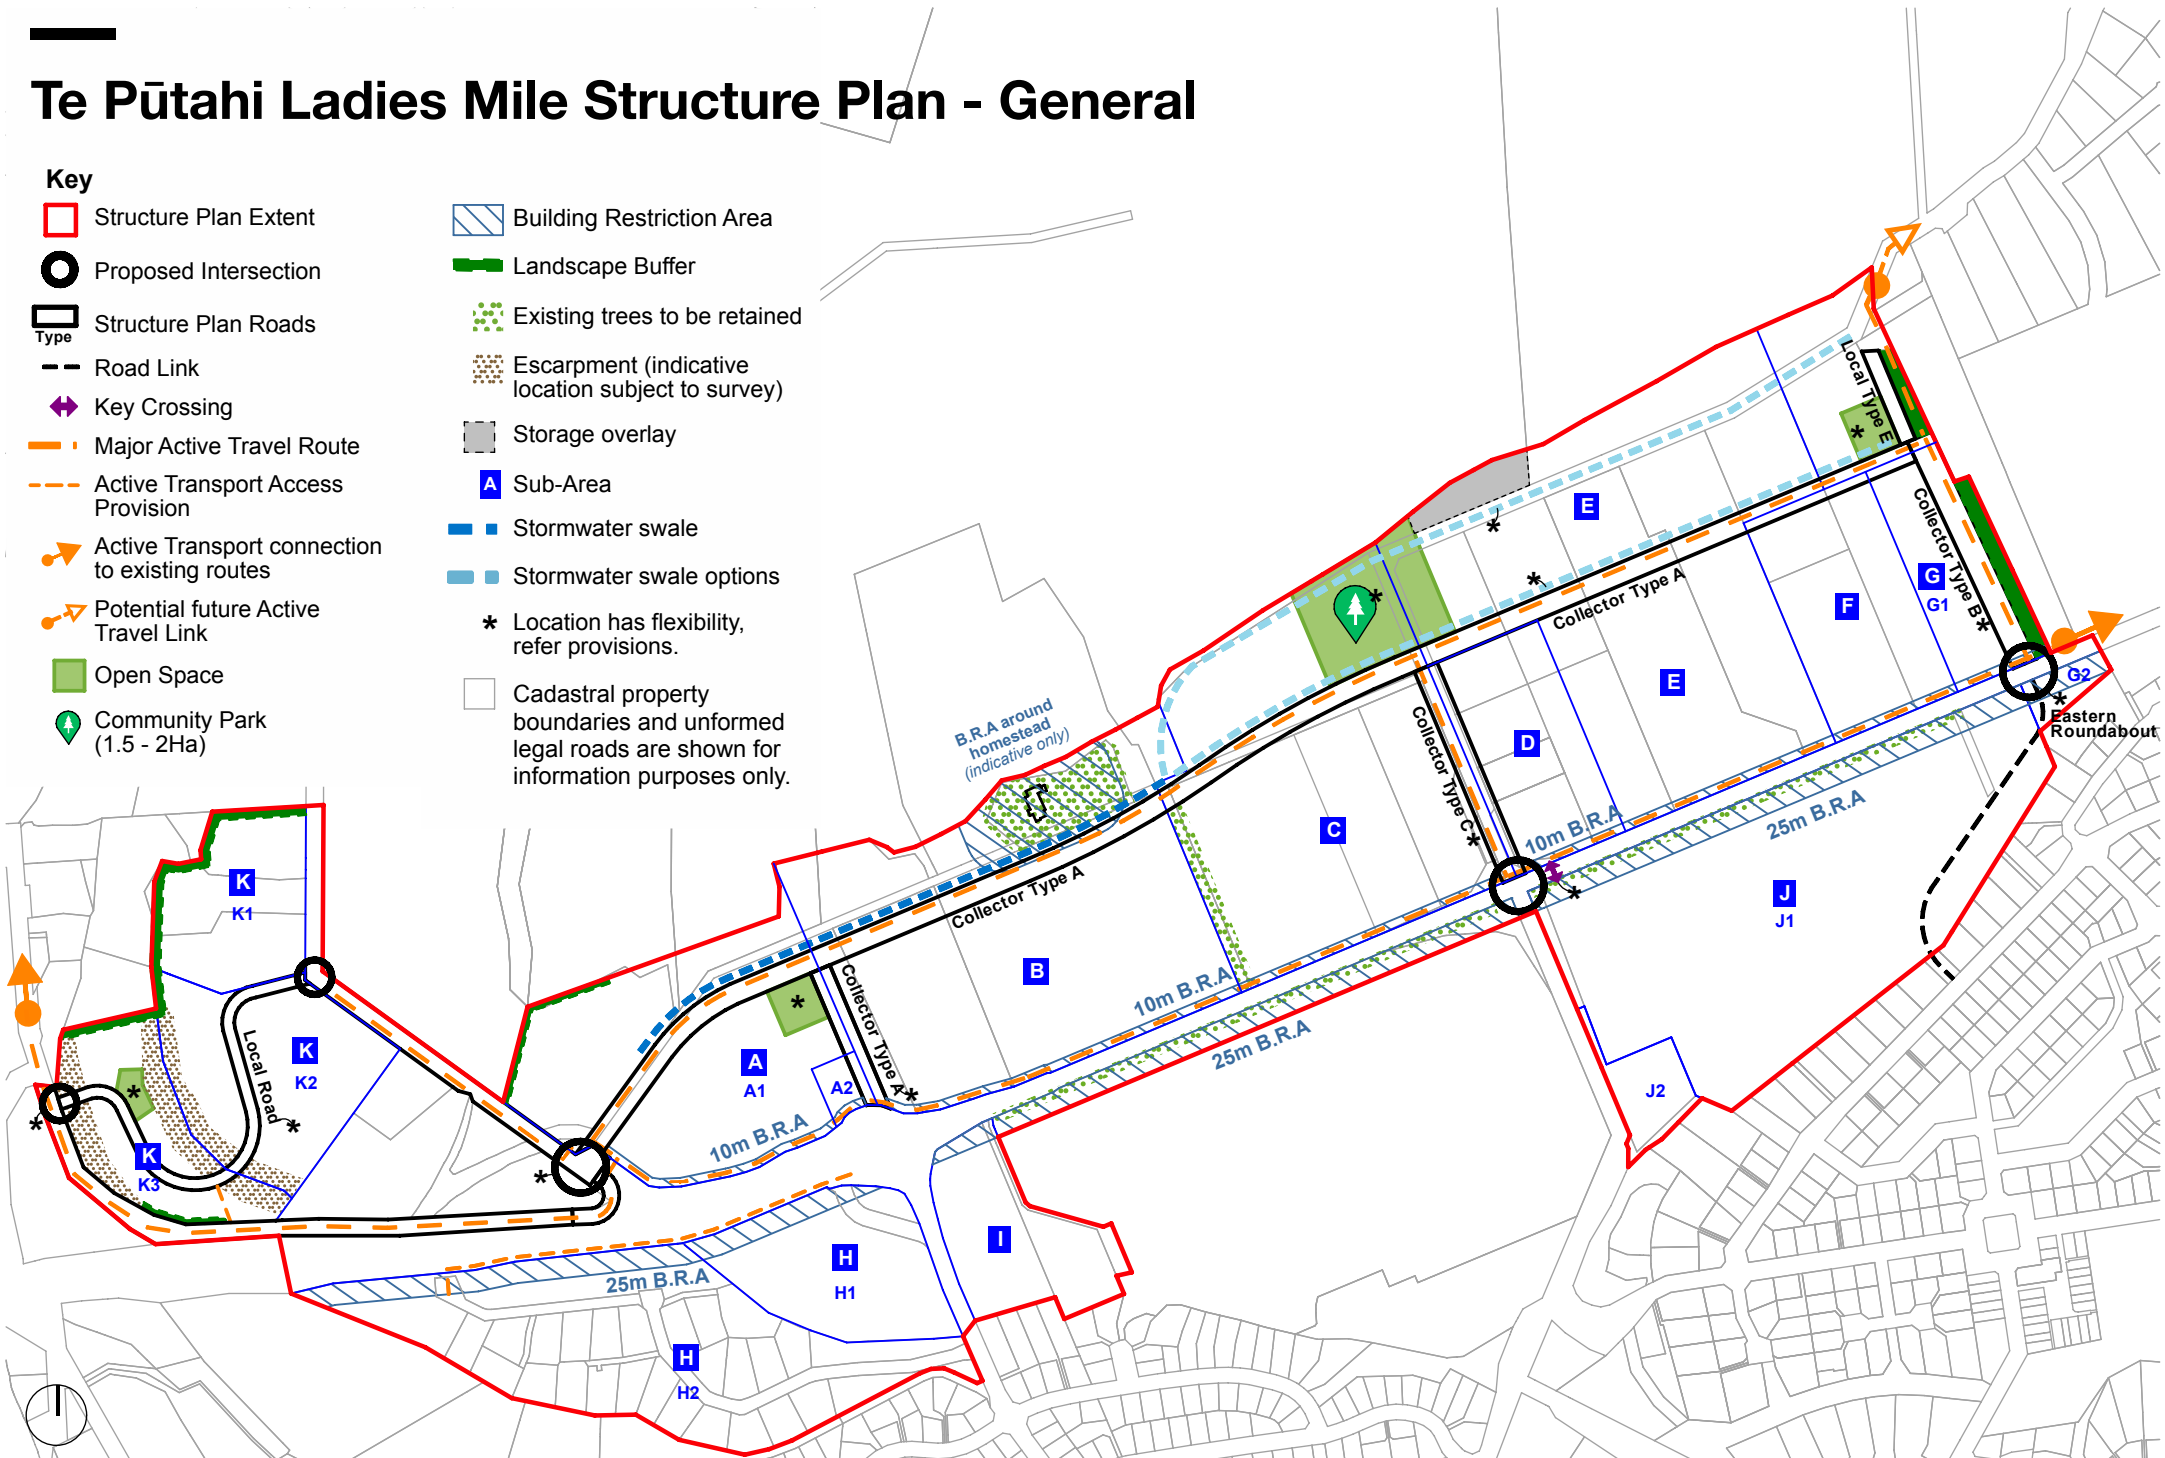 Te Pūtahi Ladies Mile Structure Plan - General
Key
Structure Plan Extent
Proposed Intersection
Type
Structure Plan Roads
Road Link
Key Crossing
Major Active Travel Route
Active Transport Access
Provision
Active Transport connection
to existing routes
Potential future Active
Travel Link
Open Space
Community Park
(1.5 - 2Ha)
Building Restriction Area
Landscape Buffer
Existing trees to be retained
Escarpment (indicative
location subject to survey)
Storage overlay
A
Sub-Area
Stormwater swale
Stormwater swale options
* Location has flexibility,
refer provisions.
Cadastral property
boundaries and unformed
legal roads are shown for
information purposes only.
Local Type E
*
E
*
*
Collector Type A
Collector Type B
*
G
G1
F
E
G2
*
Eastern
Roundabout
*
B.R.A around
homestead
(indicative only)
D
Collector Type C
*
C
10m B.R.A
25m B.R.A
*
J
J1
J2
Collector Type A
B
10m B.R.A
25m B.R.A
*
Collector Type A
*
A
A1
A2
10m B.R.A
*
K
K1
K
K2
Local Road
*
*
*
K
K3
25m B.R.A
H
H1
I
H
H2